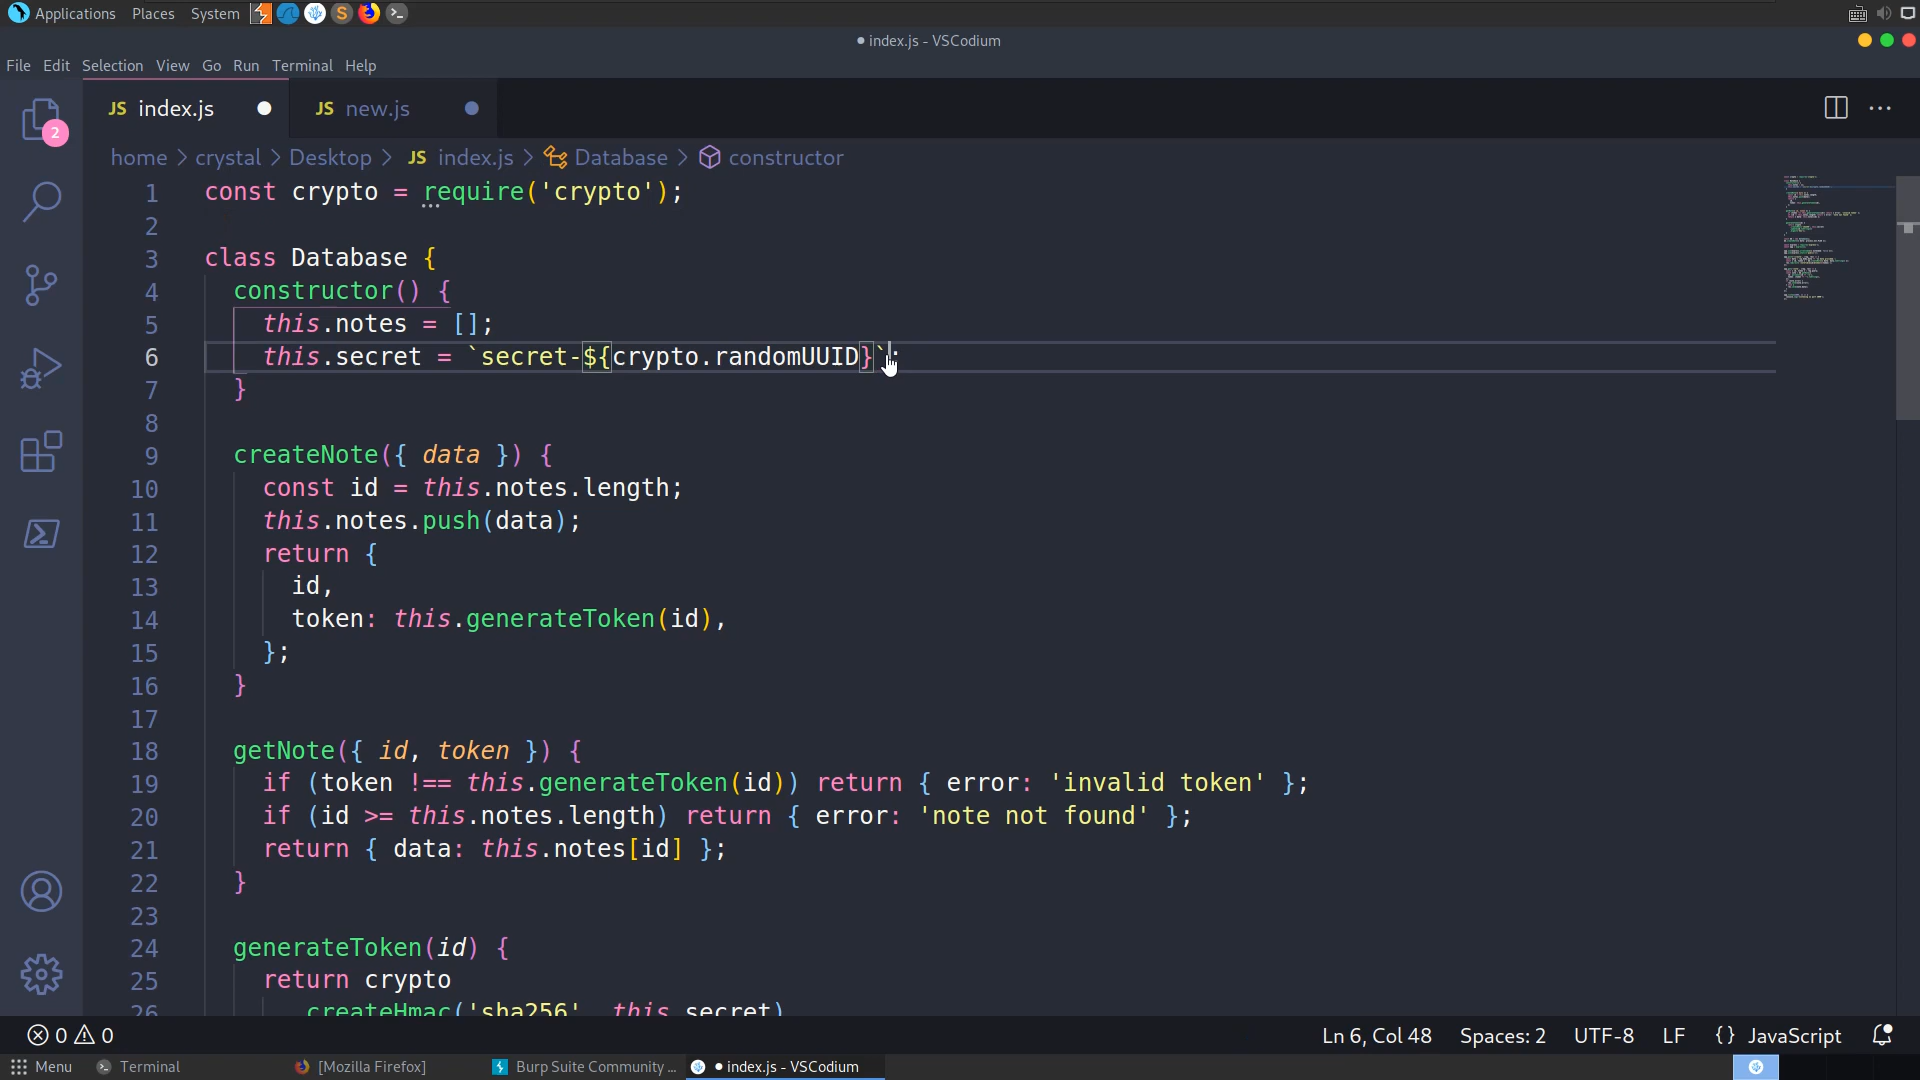 Applications Places System
index.js - VSCodium
File Edit Selection View Go Run Terminal Help
JS index.js JS new.js
2
home > crystal > Desktop > JS index.js > Database > constructor
1 const crypto = require('crypto');
2
3 class Database {
4 constructor() {
5 this.notes = [];
6 this.secret = `secret-${crypto.randomUUID}`;
7 }
8
9 createNote({ data }) {
10 const id = this.notes.length;
11 this.notes.push(data);
12 return {
13 id,
14 token: this.generateToken(id),
15 };
16 }
17
18 getNote({ id, token }) {
19 if (token !== this.generateToken(id)) return { error: 'invalid token' };
20 if (id >= this.notes.length) return { error: 'note not found' };
21 return { data: this.notes[id] };
22 }
23
24 generateToken(id) {
25 return crypto
26 createHmac('sha256' this secret)
0 0 Ln 6, Col 48 Spaces: 2 UTF-8 LF {} JavaScript
Menu Terminal [Mozilla Firefox] Burp Suite Community ... index.js - VSCodium